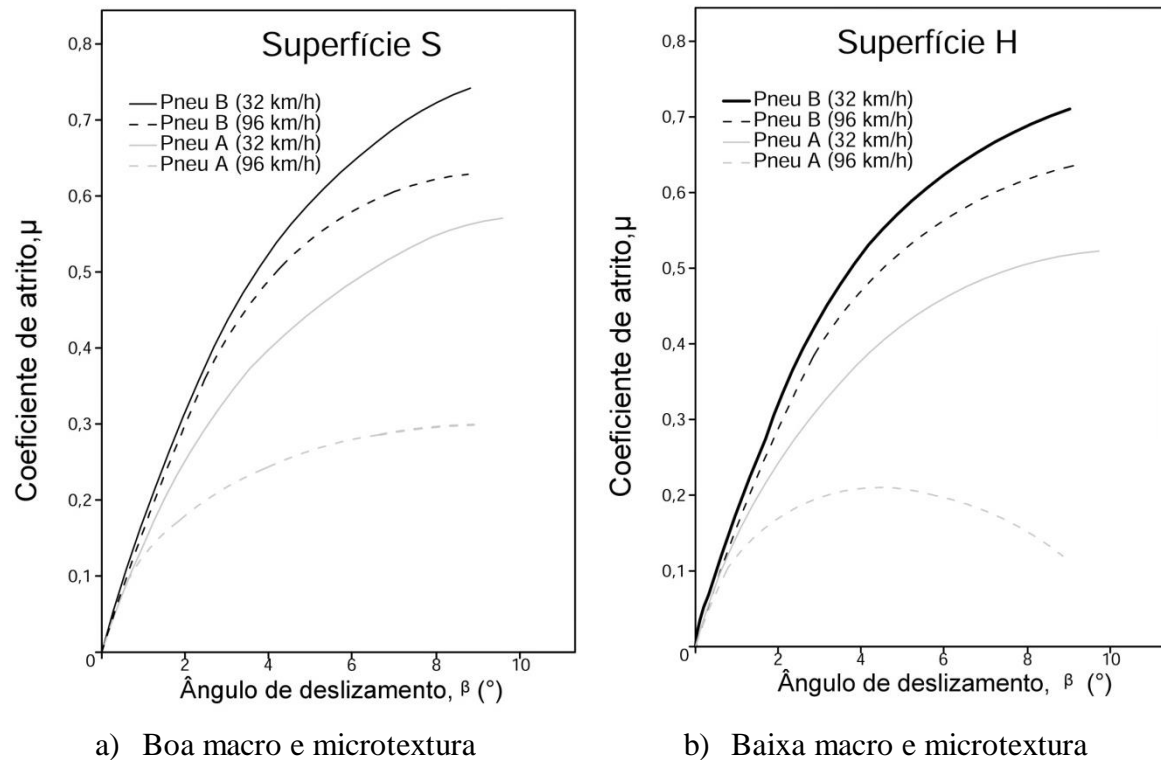 Superfície S
Pneu B (32 km/h)
Pneu B (96 km/h)
Pneu A (32 km/h)
Pneu A (96 km/h)
Coeficiente de atrito,μ
0,8
0,7
0,6
0,5
0,4
0,3
0,2
0,1
0
2
4
6
8
10
Ângulo de deslizamento, β (°)
a) Boa macro e microtextura
Superfície H
Pneu B (32 km/h)
Pneu B (96 km/h)
Pneu A (32 km/h)
Pneu A (96 km/h)
Coeficiente de atrito,μ
0,8
0,7
0,6
0,5
0,4
0,3
0,2
0,1
0
2
4
6
8
10
Ângulo de deslizamento, β (°)
b) Baixa macro e microtextura